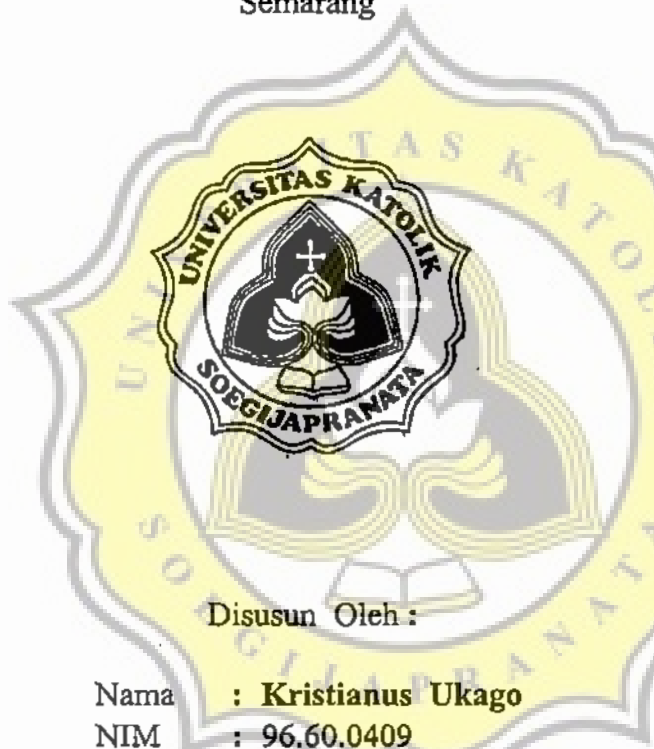 Semarang
UNIVERSITAS KATOLIK
SOEGIJAPRANATA
Disusun Oleh :
Nama : Kristianus Ukago
NIM : 96.60.0409